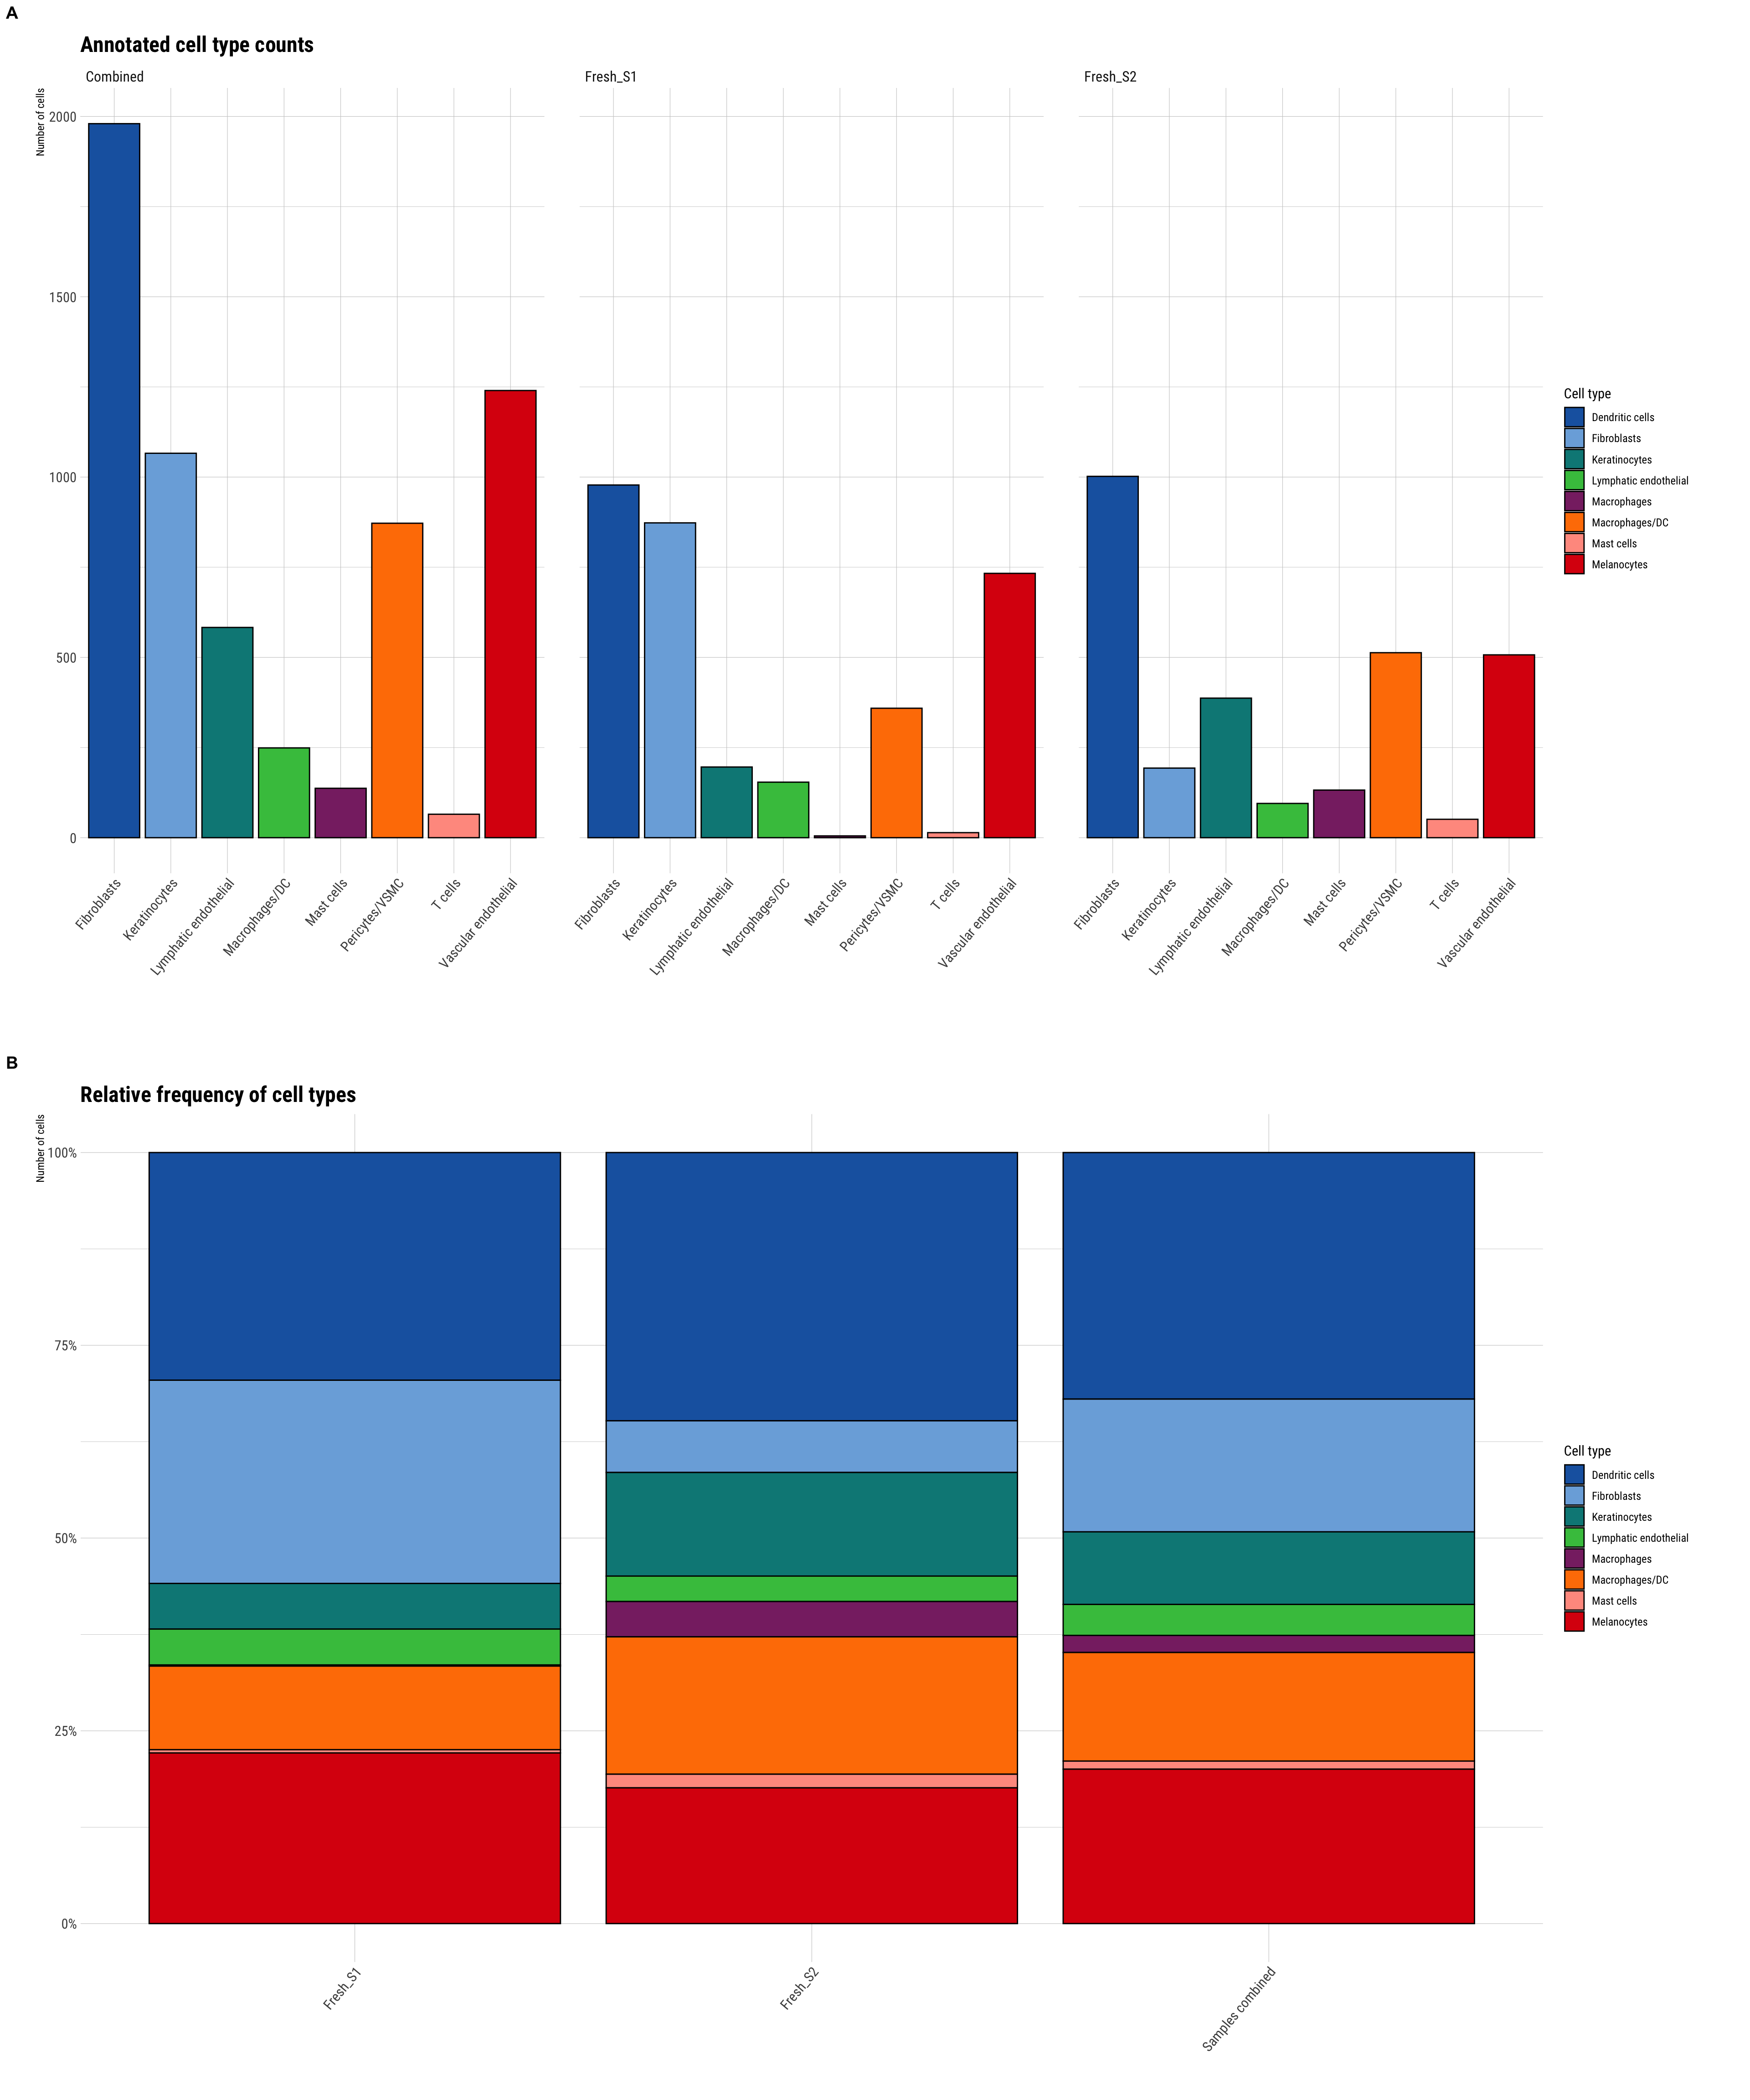 A
Annotated cell type counts
Combined
Fresh_S1
Fresh_S2
Number of cells
2000
1500
1000
500
0
Fibroblasts
Keratinocytes
Lymphatic endothelial
Macrophages/DC
Mast cells
Pericytes/VSMC
T cells
Vascular endothelial
Fibroblasts
Keratinocytes
Lymphatic endothelial
Macrophages/DC
Mast cells
Pericytes/VSMC
T cells
Vascular endothelial
Fibroblasts
Keratinocytes
Lymphatic endothelial
Macrophages/DC
Mast cells
Pericytes/VSMC
T cells
Vascular endothelial
Cell type
Dendritic cells
Fibroblasts
Keratinocytes
Lymphatic endothelial
Macrophages
Macrophages/DC
Mast cells
Melanocytes
B
Relative frequency of cell types
Number of cells
100%
75%
50%
25%
0%
Fresh_S1
Fresh_S2
Samples combined
Cell type
Dendritic cells
Fibroblasts
Keratinocytes
Lymphatic endothelial
Macrophages
Macrophages/DC
Mast cells
Melanocytes